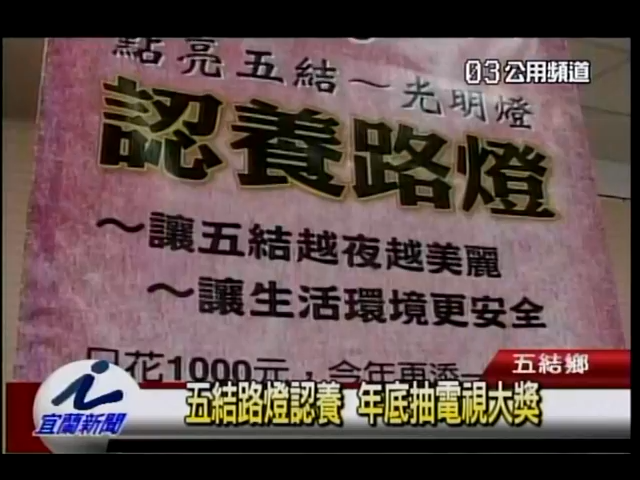 點亮五結～光明燈
03公用頻道
認養路燈
～讓五結越夜越美麗
～讓生活環境更安全
只花1000元，今年再添一
五結鄉
五結路燈認養 年底抽電視大獎
宜蘭新聞